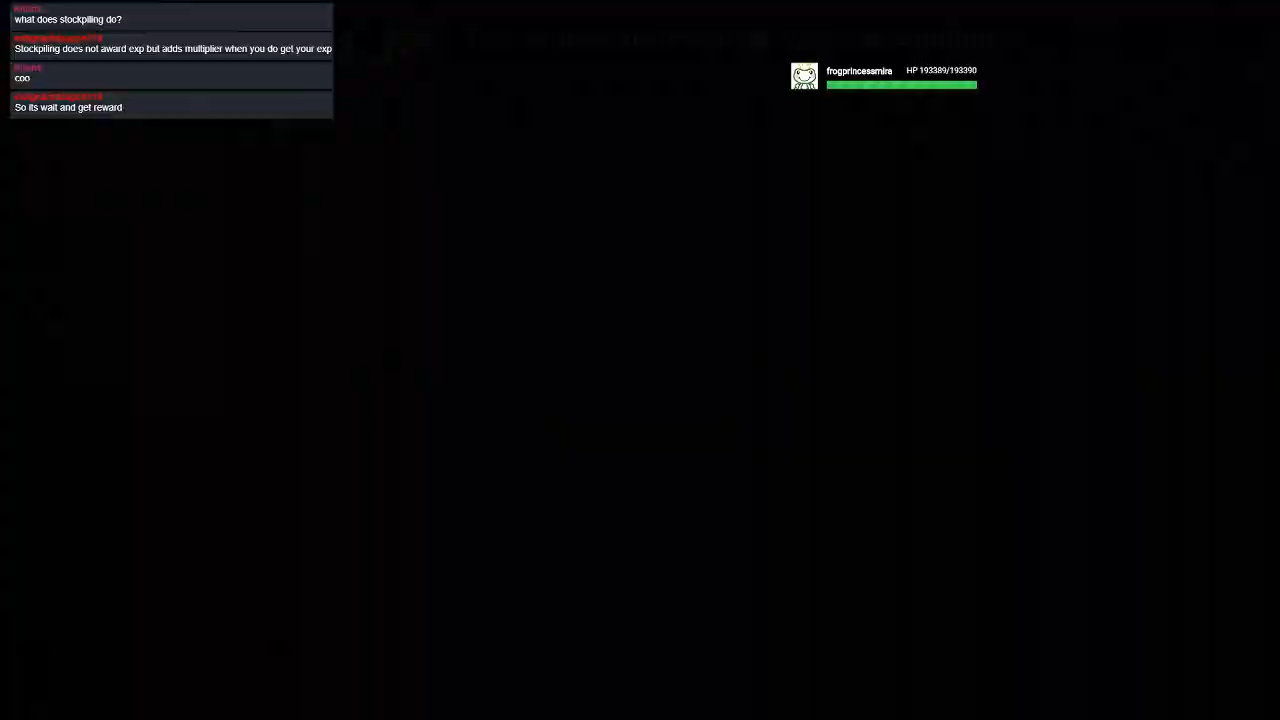 what does stockpiling do?
Stockpiling does not award exp but adds multiplier when you do get your exp
coo
So its wait and get reward
frogprincessmira HP 193389/193390